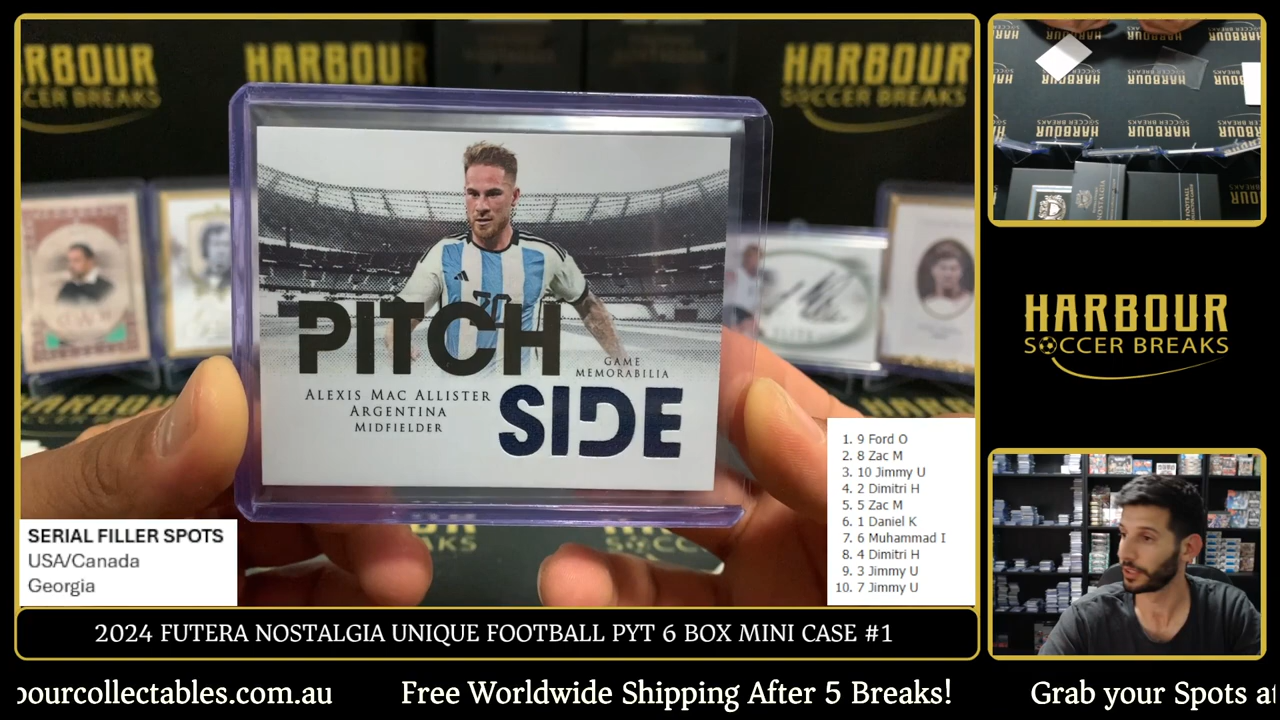 RBOUR
CER BREAKS
HARBOUR
HARBOUR
SOCCER BREAKS
PITCH
GAME
MEMORABILIA
SIDE
ALEXIS MAC ALLISTER
ARGENTINA
MIDFIELDER
HARBOUR
SOCCER BREAKS
HARBOUR
SOCCER BREAKS
SERIAL FILLER SPOTS
USA/Canada
Georgia
1. 9 Ford O
2. 8 Zac M
3. 10 Jimmy U
4. 2 Dimitri H
5. 5 Zac M
6. 1 Daniel K
7. 6 Muhammad I
8. 4 Dimitri H
9. 3 Jimmy U
10. 7 Jimmy U
2024 FUTERA NOSTALGIA UNIQUE FOOTBALL PYT 6 BOX MINI CASE #1
ourcollectables.com.au Free Worldwide Shipping After 5 Breaks! Grab your Spots at